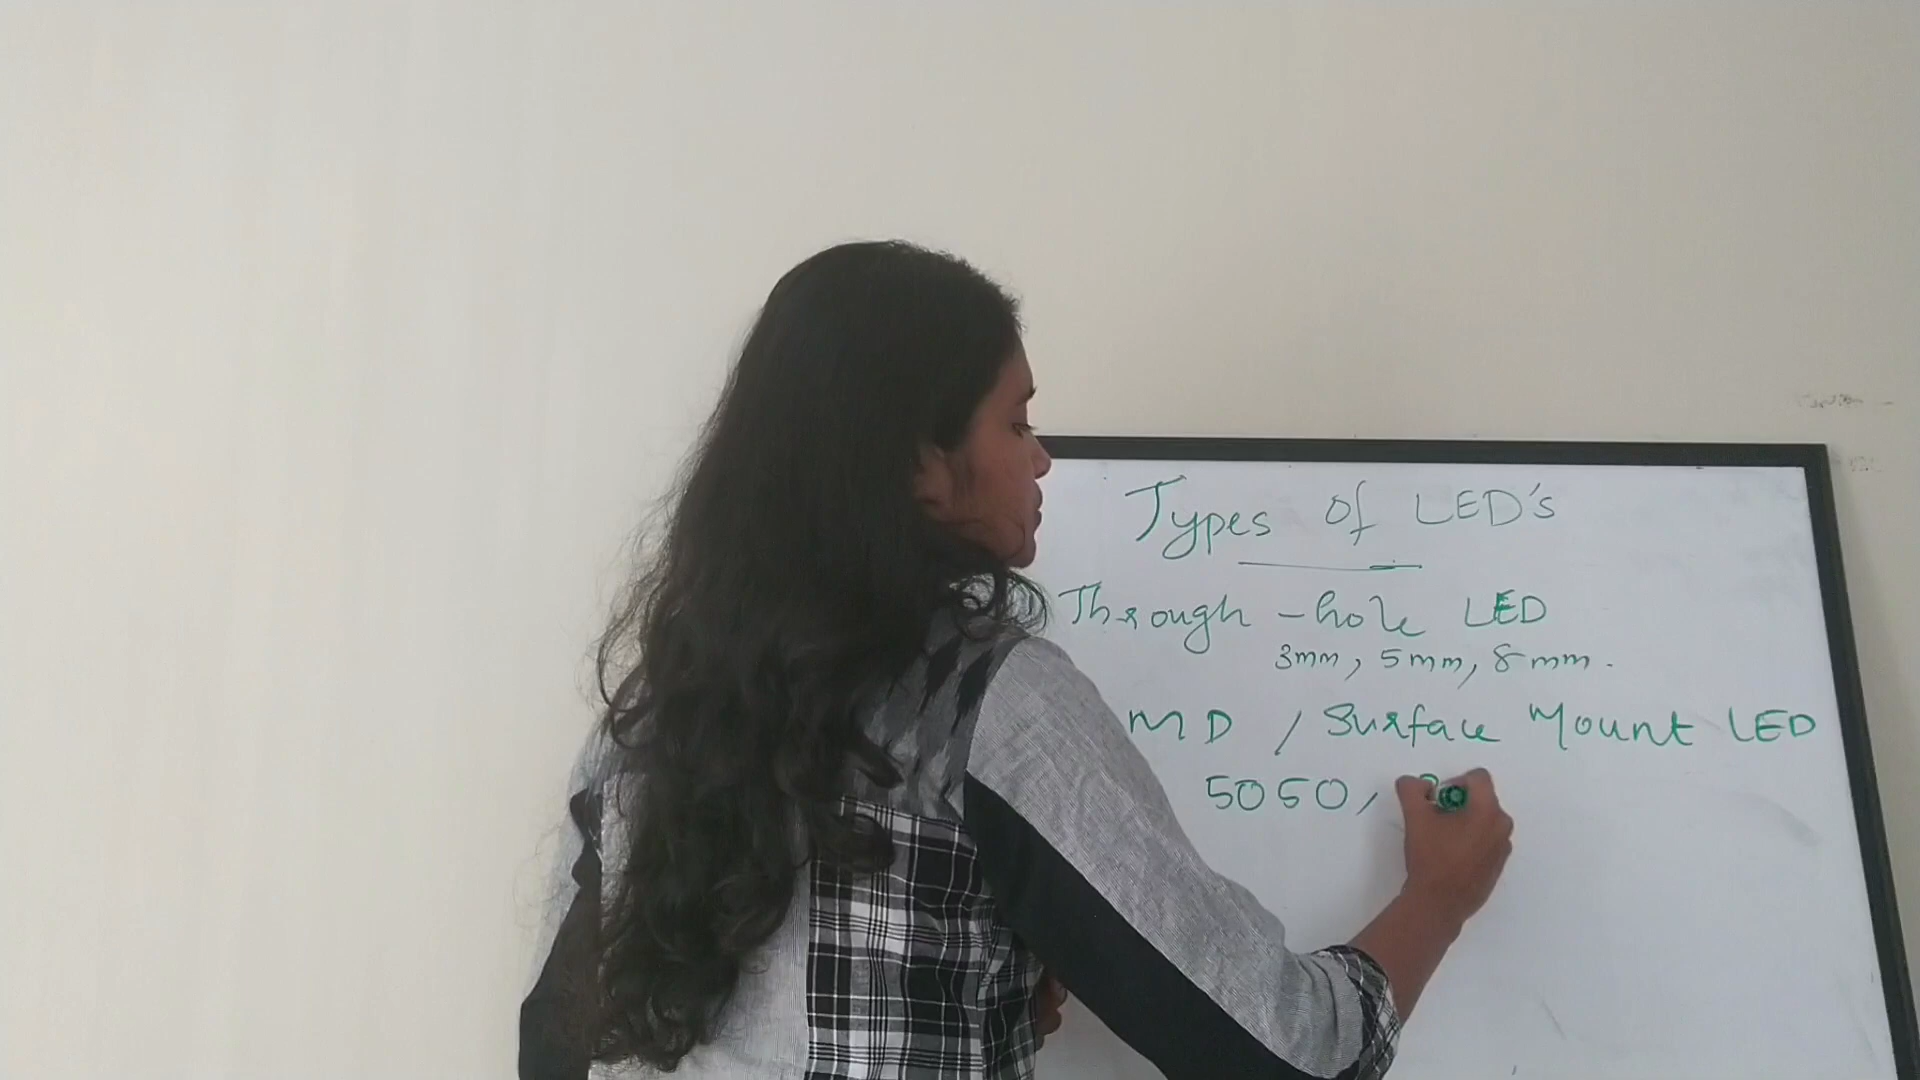 Types of LED's
Through - hole LED
3mm, 5mm, 8mm.
MD / Surface Mount LED
5050,